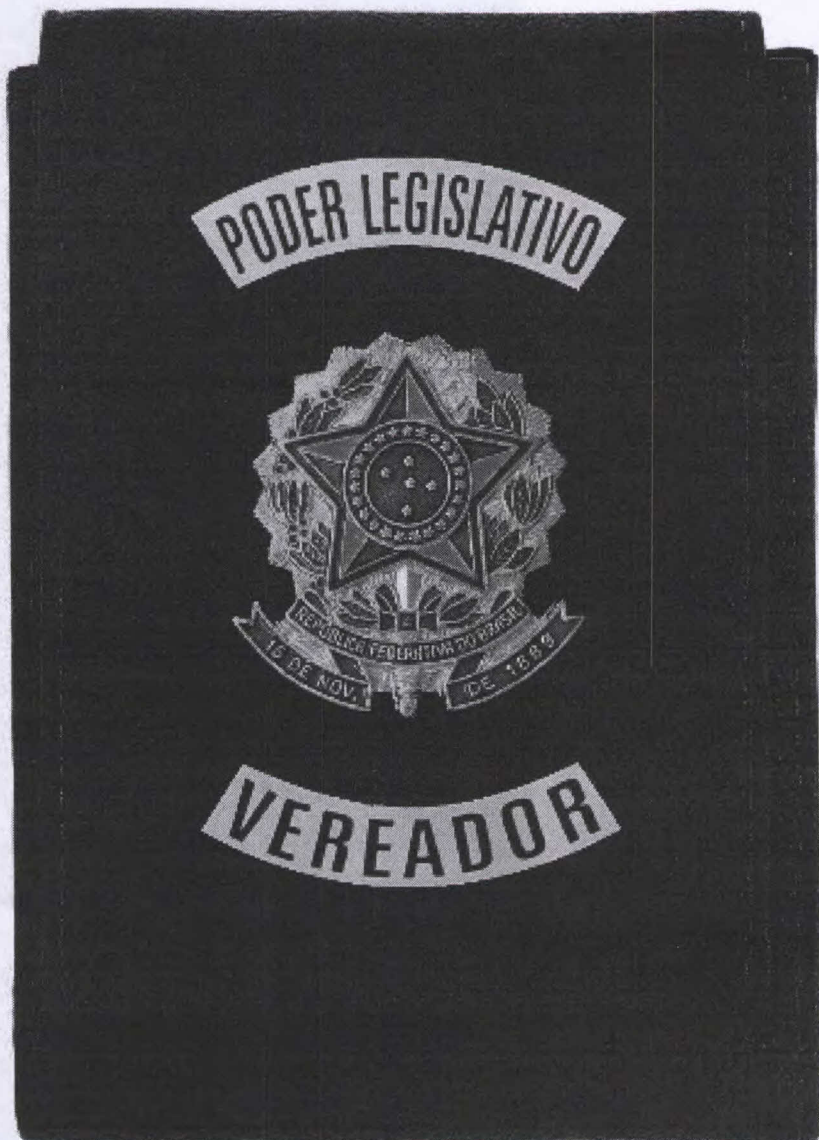 PODER LEGISLATIVO
REPÚBLICA FEDERATIVA DO BRASIL
15 DE NOV. DE 1889
VEREADOR